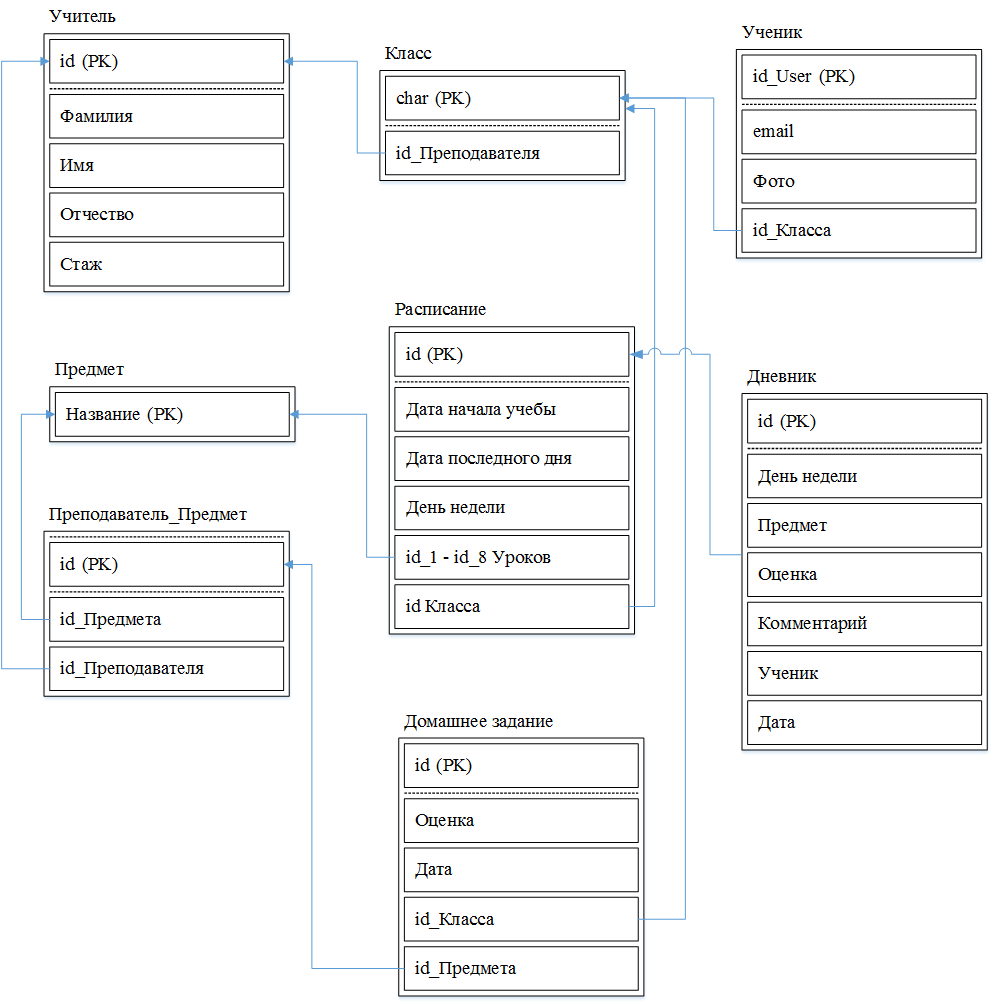 Учитель
id (PK)
Фамилия
Имя
Отчество
Стаж
Класс
char (PK)
id_Преподавателя
Ученик
id_User (PK)
email
Фото
id_Класса
Предмет
Название (PK)
Расписание
id (PK)
Дата начала учебы
Дата последного дня
День недели
id_1 - id_8 Уроков
id Класса
Дневник
id (PK)
День недели
Предмет
Оценка
Комментарий
Ученик
Дата
Преподаватель_Предмет
id (PK)
id_Предмета
id_Преподавателя
Домашнее задание
id (PK)
Оценка
Дата
id_Класса
id_Предмета